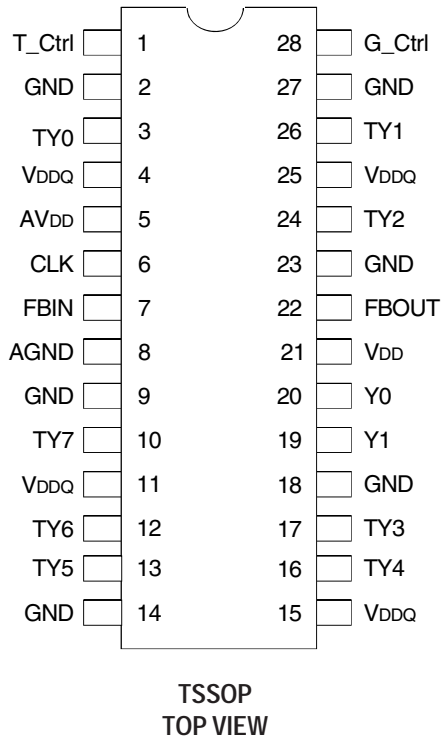 T_Ctrl 1 28 G_Ctrl
GND 2 27 GND
TY0 3 26 TY1
VDDQ 4 25 VDDQ
AVDD 5 24 TY2
CLK 6 23 GND
FBIN 7 22 FBOUT
AGND 8 21 VDD
GND 9 20 Y0
TY7 10 19 Y1
VDDQ 11 18 GND
TY6 12 17 TY3
TY5 13 16 TY4
GND 14 15 VDDQ
TSSOP
TOP VIEW